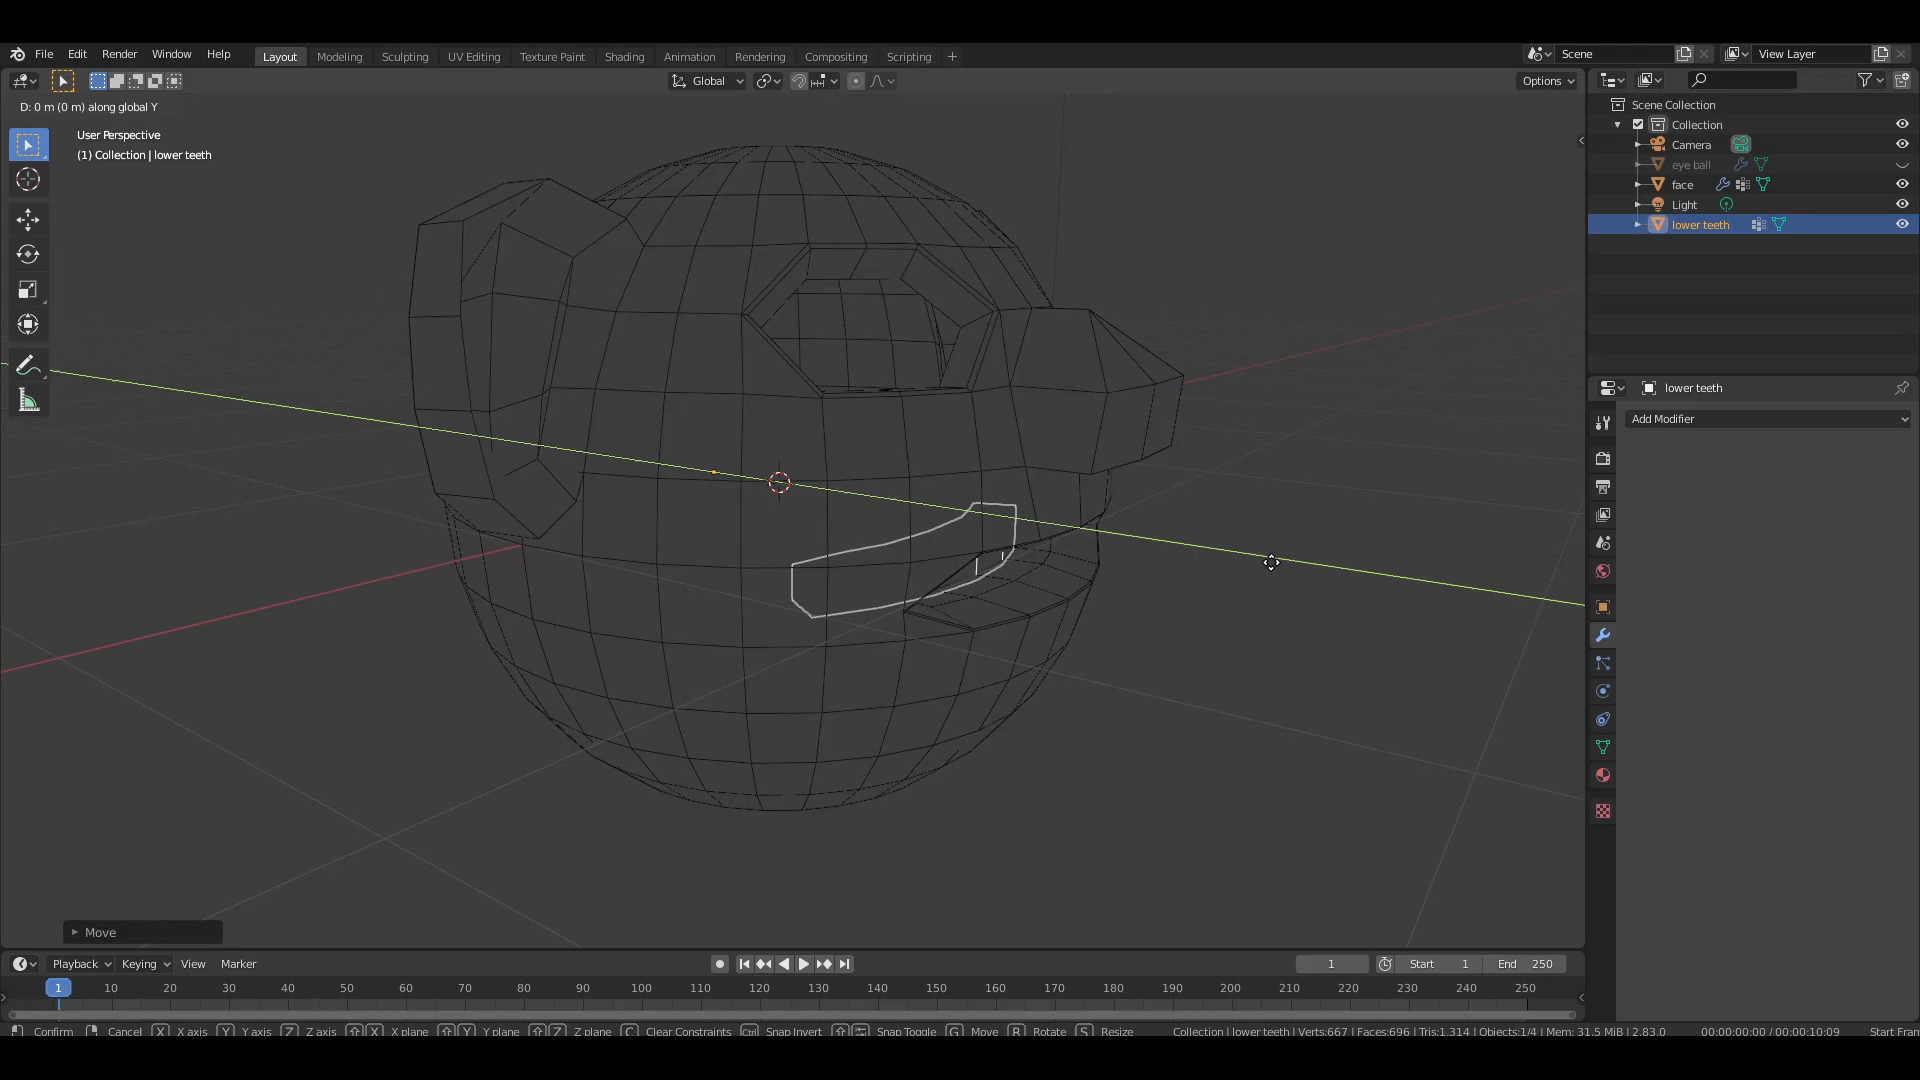 File Edit Render Window Help Layout Modeling Sculpting UV Editing Texture Paint Shading Animation Rendering Compositing Scripting + Scene View Layer
Global Options
D: 0 m (0 m) along global Y
User Perspective
(1) Collection | lower teeth
Scene Collection
Collection
Camera
eye ball
face
Light
lower teeth
lower teeth
Add Modifier
Move
Playback Keying View Marker 1 Start 1 End 250
1 10 20 30 40 50 60 70 80 90 100 110 120 130 140 150 160 170 180 190 200 210 220 230 240 250
Confirm Cancel X X axis Y Y axis Z Z axis X X plane Y Y plane Z Z plane C Clear Constraints Ctrl Snap Invert Snap Toggle G Move R Rotate S Resize Collection | lower teeth | Verts:667 | Faces:696 | Tris:1,314 | Objects:1/4 | Mem: 31.5 MiB | 2.83.0 00:00:00:00 / 00:00:10:09 Start Fram